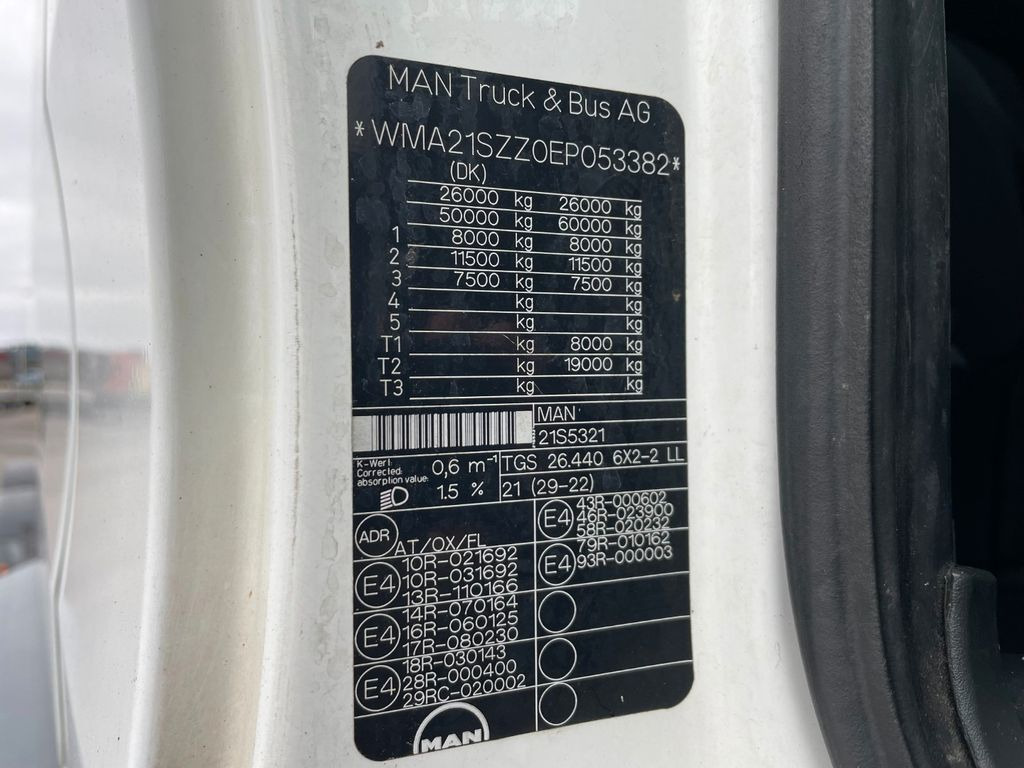 MAN Truck & Bus AG
*WMA21SZZ0EP053382*
(DK)
26000 kg 26000 kg
50000 kg 60000 kg
1 8000 kg 8000 kg
2 11500 kg 11500 kg
3 7500 kg 7500 kg
4 kg kg
5 kg kg
T1 kg 8000 kg
T2 kg 19000 kg
T3 kg kg
MAN
21S5321
K-Wert
Corrected
absorption value: 0,6 m⁻¹
TGS 26.440 6X2-2 LL
1.5 %
21 (29-22)
ADR AT/OX/FL
E4
10R-021692
10R-031692
13R-110166
E4
14R-070164
16R-060125
17R-080230
E4
18R-030143
28R-000400
29RC-020002
E4
43R-000602
48R-023900
58R-020232
E4
79R-010162
93R-000003
MAN